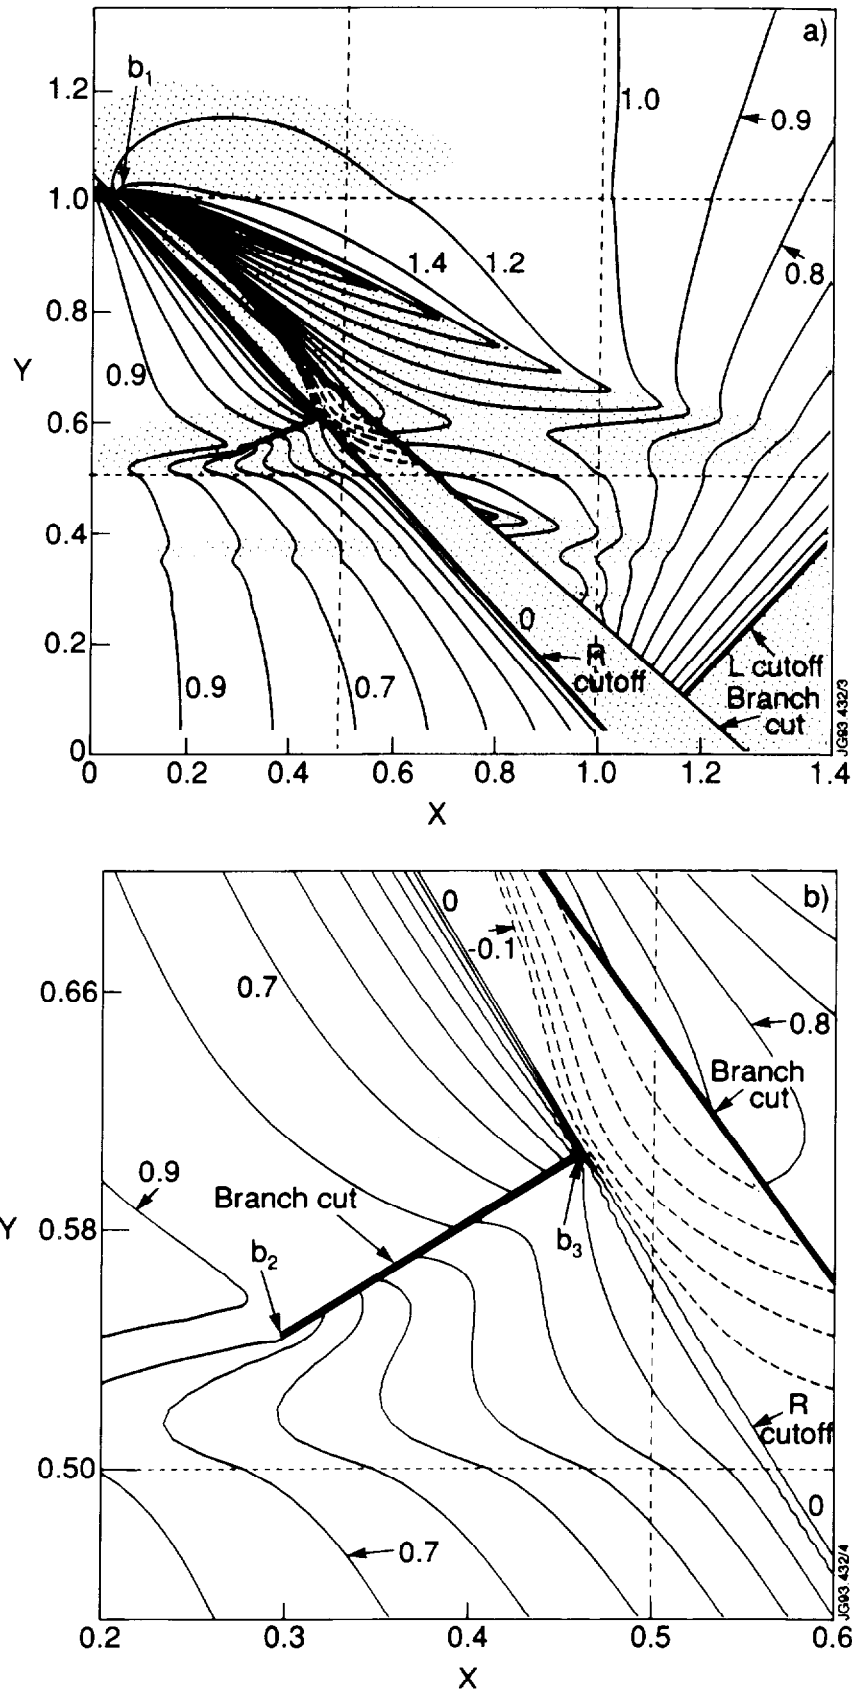 a)
b1
1.2
1.0
0.9
1.0
0.8
1.4
1.2
0.8
Y
0.9
0.6
0.4
0
0.2
R
cutoff
L cutoff
Branch
cut
0.9
0.7
0
0
0.2
0.4
0.6
0.8
1.0
1.2
1.4
X
JG93.432/3
b)
0
-0.1
0.66
0.7
0.8
Branch
cut
0.9
Branch cut
Y
0.58
b2
b3
R
cutoff
0.50
0
0.7
0.2
0.3
0.4
0.5
0.6
X
JG93.432/4